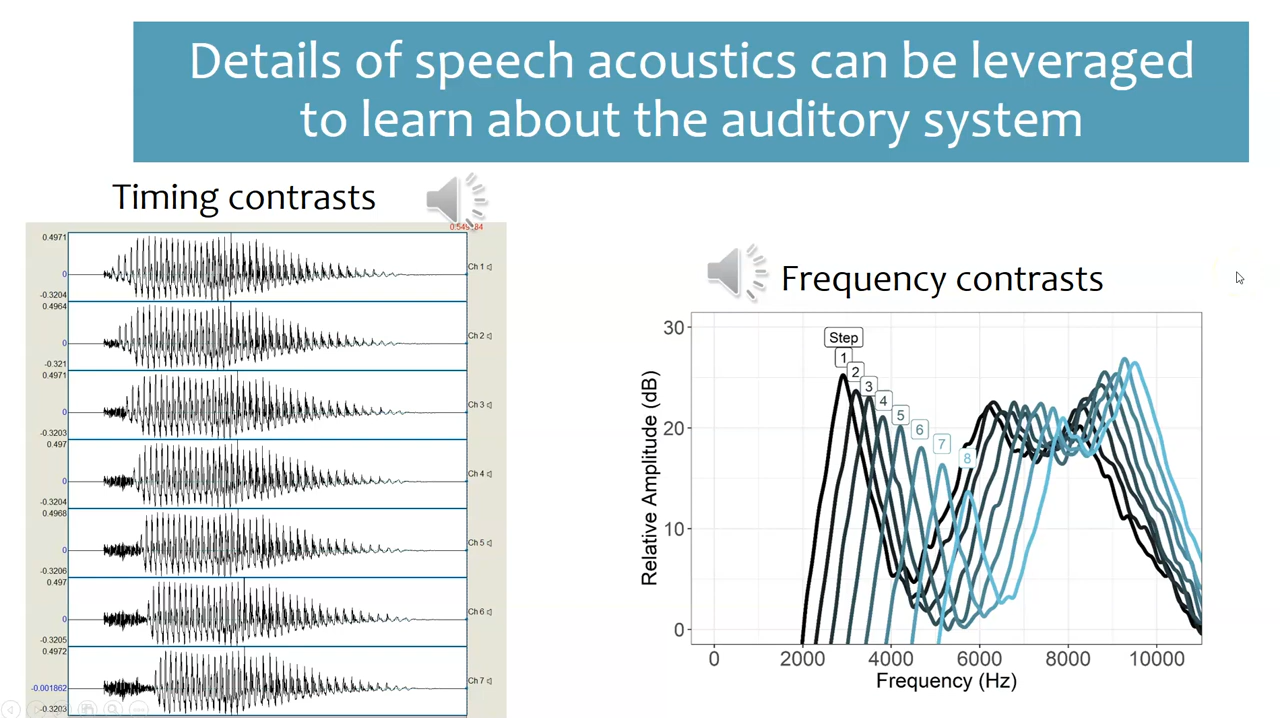 Details of speech acoustics can be leveraged
to learn about the auditory system
Timing contrasts
0.4971
0
-0.3204
Ch 1
0.4964
0
-0.321
Ch 2
0.4971
0
-0.3203
Ch 3
0.497
0
-0.3204
Ch 4
0.4968
0
-0.3206
Ch 5
0.497
0
-0.3205
Ch 6
0.4972
-0.001862
-0.3203
Ch 7
Frequency contrasts
Relative Amplitude (dB)
30
20
10
0
Step
1
2
3
4
5
6
7
8
0 2000 4000 6000 8000 10000
Frequency (Hz)